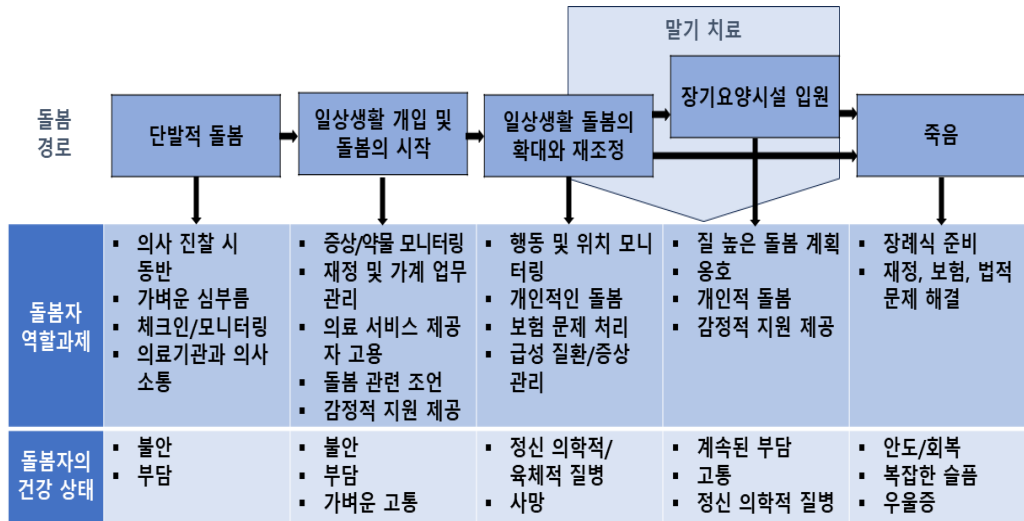 말기 치료
돌봄
경로
단발적 돌봄
일상생활 개입 및
돌봄의 시작
일상생활 돌봄의
확대와 재조정
장기요양시설 입원
죽음
돌봄자
역할과제
▪ 의사 진찰 시
동반
▪ 가벼운 심부름
▪ 체크인/모니터링
▪ 의료기관과 의사
소통
▪ 증상/약물 모니터링
▪ 재정 및 가계 업무
관리
▪ 의료 서비스 제공
자 고용
▪ 돌봄 관련 조언
▪ 감정적 지원 제공
▪ 행동 및 위치 모니
터링
▪ 개인적인 돌봄
▪ 보험 문제 처리
▪ 급성 질환/증상
관리
▪ 질 높은 돌봄 계획
▪ 옹호
▪ 개인적 돌봄
▪ 감정적 지원 제공
▪ 장례식 준비
▪ 재정, 보험, 법적
문제 해결
돌봄자의
건강 상태
▪ 불안
▪ 부담
▪ 불안
▪ 부담
▪ 가벼운 고통
▪ 정신 의학적/
육체적 질병
▪ 사망
▪ 계속된 부담
▪ 고통
▪ 정신 의학적 질병
▪ 안도/회복
▪ 복잡한 슬픔
▪ 우울증